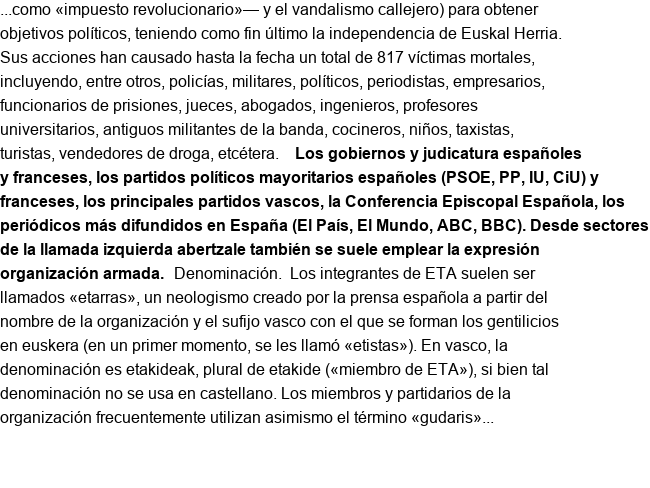 ...como «impuesto revolucionario»— y el vandalismo callejero) para obtener
objetivos políticos, teniendo como fin último la independencia de Euskal Herria.
Sus acciones han causado hasta la fecha un total de 817 víctimas mortales,
incluyendo, entre otros, policías, militares, políticos, periodistas, empresarios,
funcionarios de prisiones, jueces, abogados, ingenieros, profesores
universitarios, antiguos militantes de la banda, cocineros, niños, taxistas,
turistas, vendedores de droga, etcétera. Los gobiernos y judicatura españoles
y franceses, los partidos políticos mayoritarios españoles (PSOE, PP, IU, CiU) y
franceses, los principales partidos vascos, la Conferencia Episcopal Española, los
periódicos más difundidos en España (El País, El Mundo, ABC, BBC). Desde sectores
de la llamada izquierda abertzale también se suele emplear la expresión
organización armada. Denominación. Los integrantes de ETA suelen ser
llamados «etarras», un neologismo creado por la prensa española a partir del
nombre de la organización y el sufijo vasco con el que se forman los gentilicios
en euskera (en un primer momento, se les llamó «etistas»). En vasco, la
denominación es etakideak, plural de etakide («miembro de ETA»), si bien tal
denominación no se usa en castellano. Los miembros y partidarios de la
organización frecuentemente utilizan asimismo el término «gudaris»...